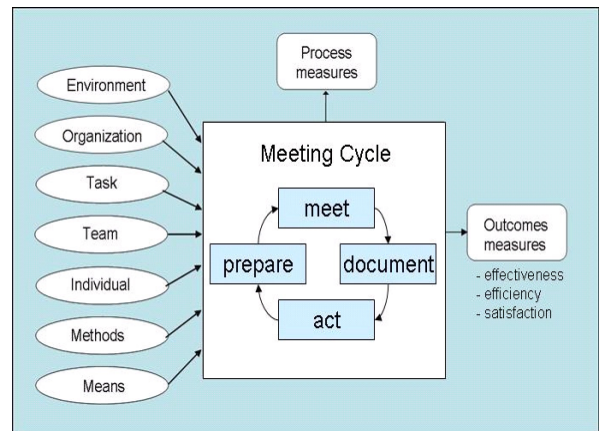 Process
measures
Environment
Organization
Task
Team
Individual
Methods
Means
Meeting Cycle
meet
prepare
document
act
Outcomes
measures
- effectiveness
- efficiency
- satisfaction